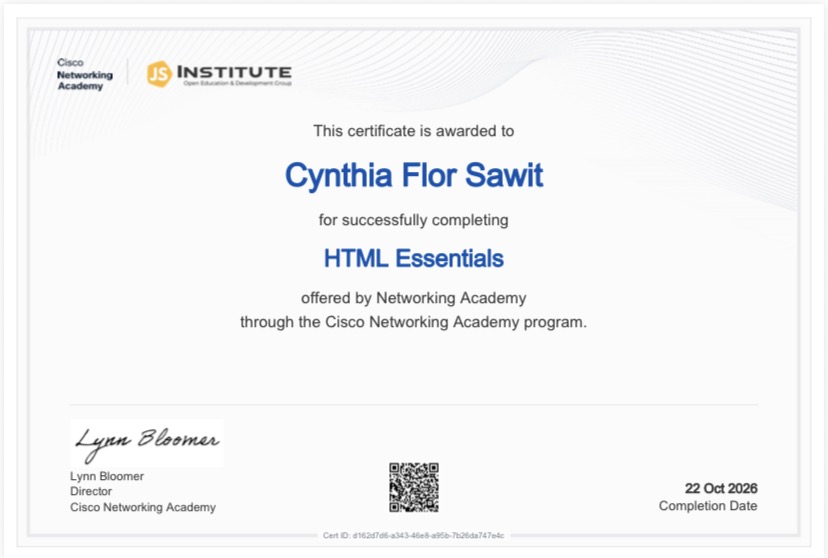 Cisco
Networking
Academy
JS INSTITUTE
Open Education & Development Group
This certificate is awarded to
Cynthia Flor Sawit
for successfully completing
HTML Essentials
offered by Networking Academy
through the Cisco Networking Academy program.
Lynn Bloomer
Lynn Bloomer
Director
Cisco Networking Academy
22 Oct 2026
Completion Date
Cert ID: d162d7d6-a343-46e8-a95b-7b26da747e4c